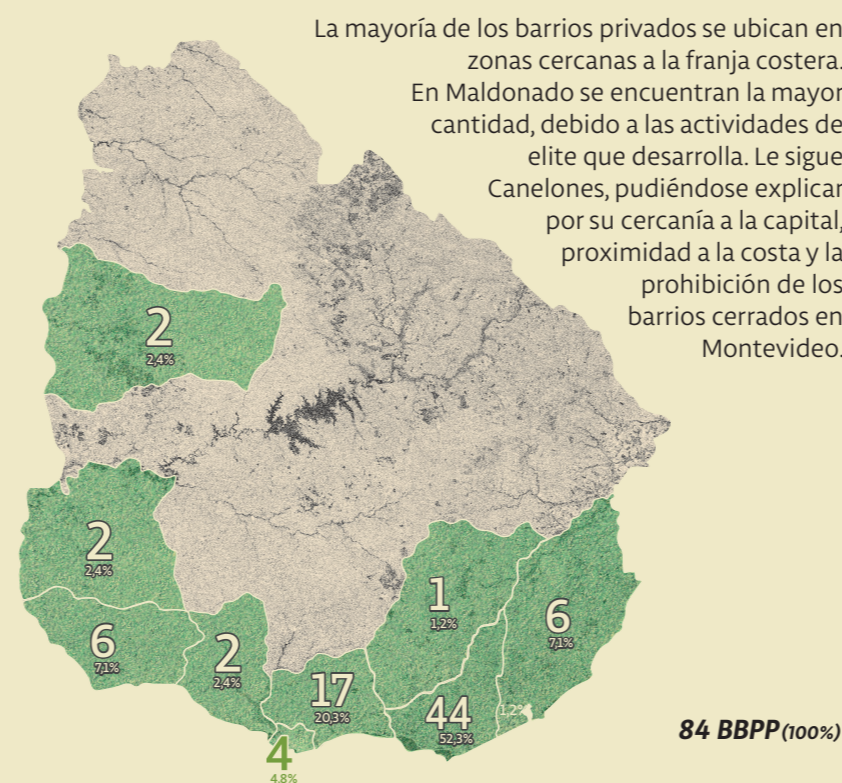 La mayoría de los barrios privados se ubican en
zonas cercanas a la franja costera.
En Maldonado se encuentran la mayor
cantidad, debido a las actividades de
elite que desarrolla. Le sigue
Canelones, pudiéndose explicar
por su cercanía a la capital,
proximidad a la costa y la
prohibición de los
barrios cerrados en
Montevideo.
2
2,4%
2
2,4%
1
1,2%
6
7,1%
6
7,1%
2
2,4%
17
20,3%
44
52,3%
1,2%
4
4,8%
84 BBPP (100%)